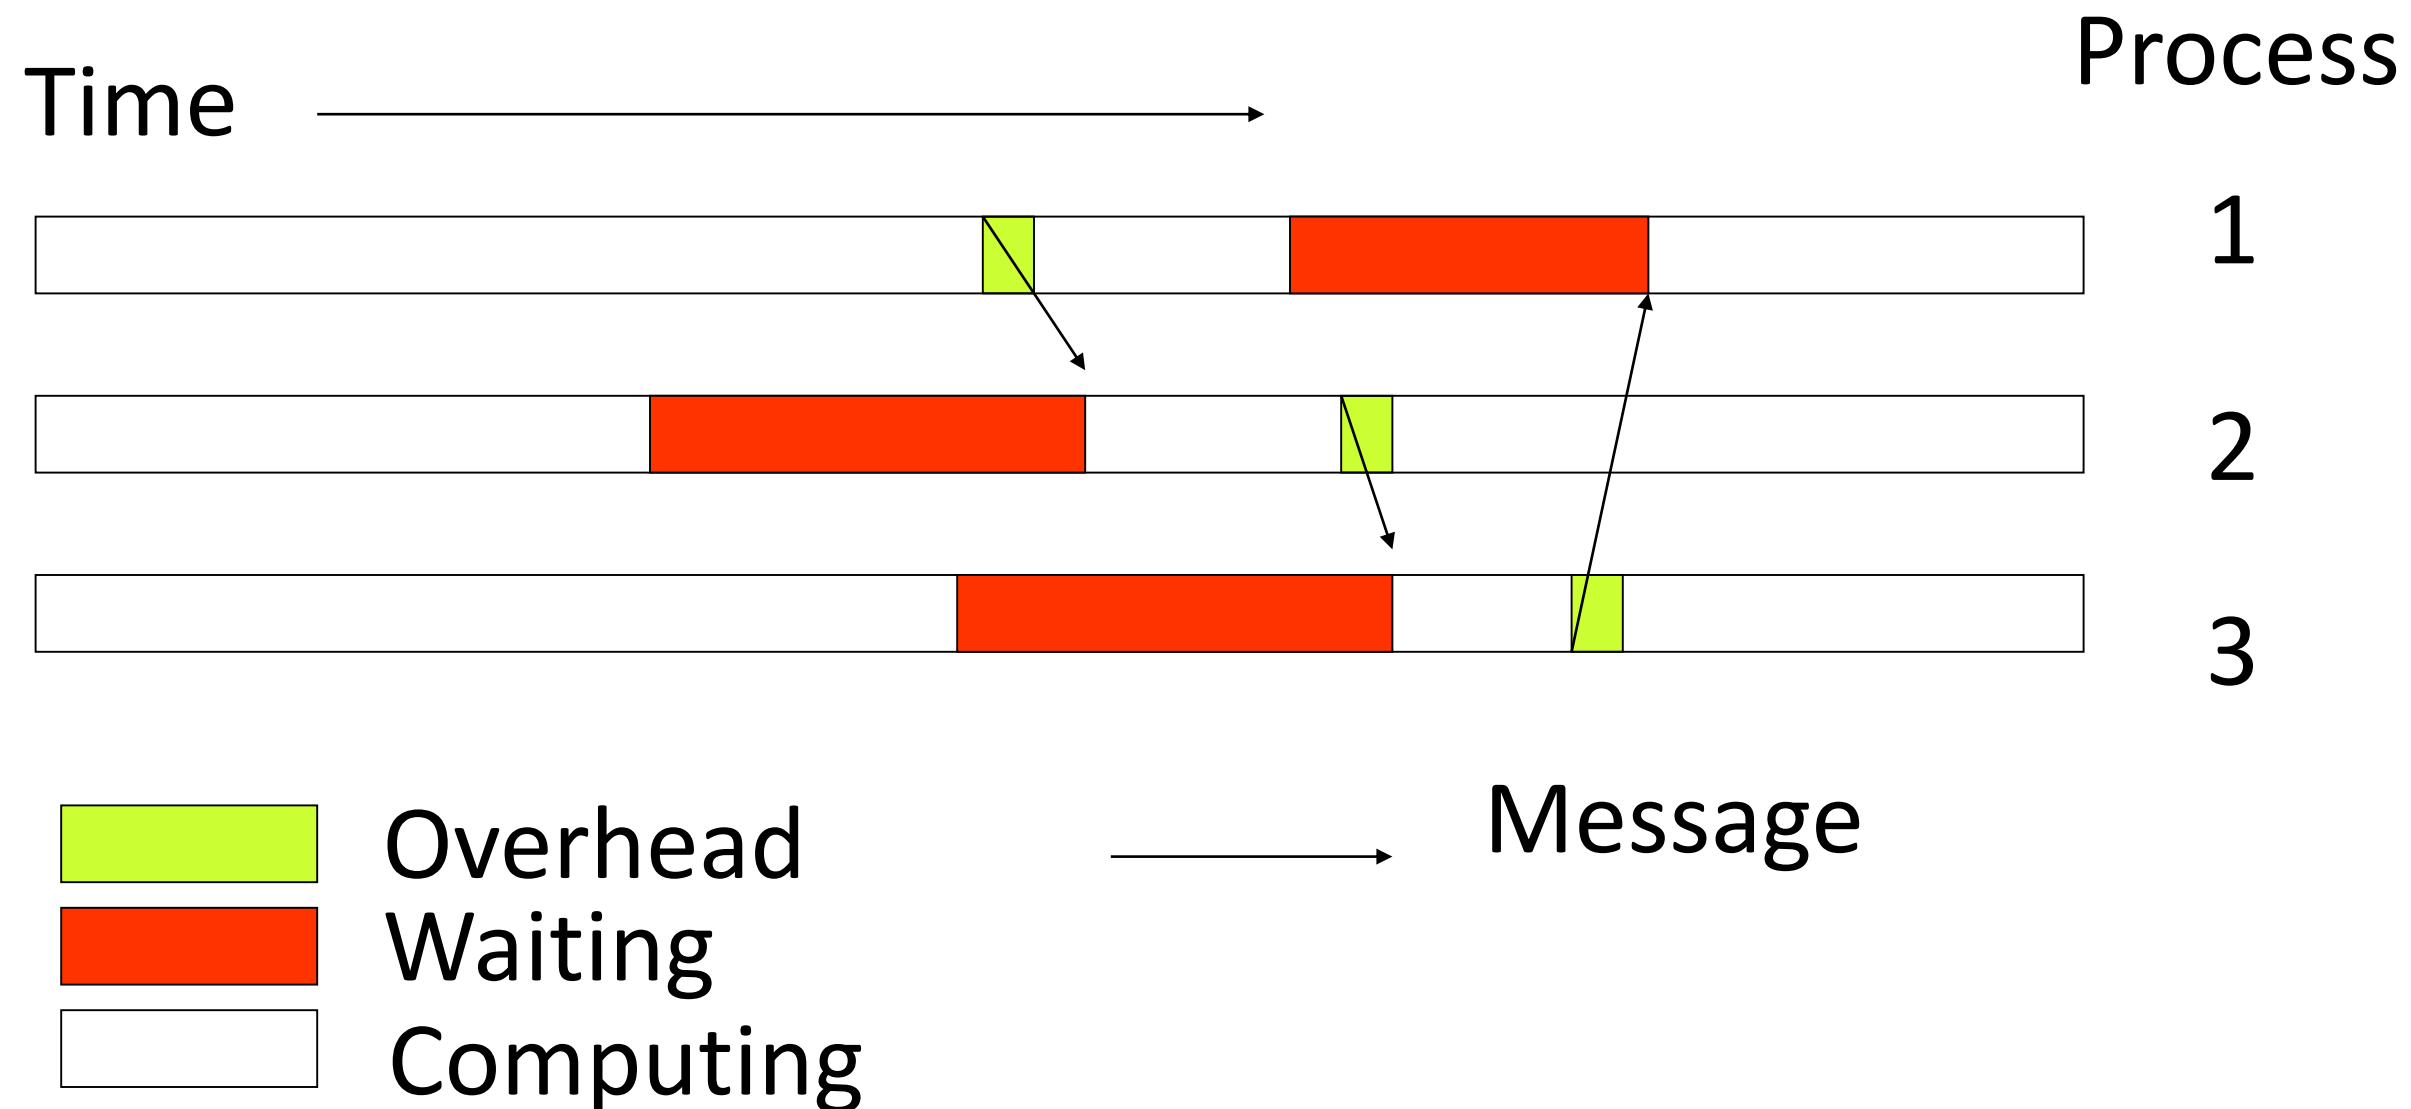 Process
Time
1
2
3
Message
Overhead
Waiting
Computing